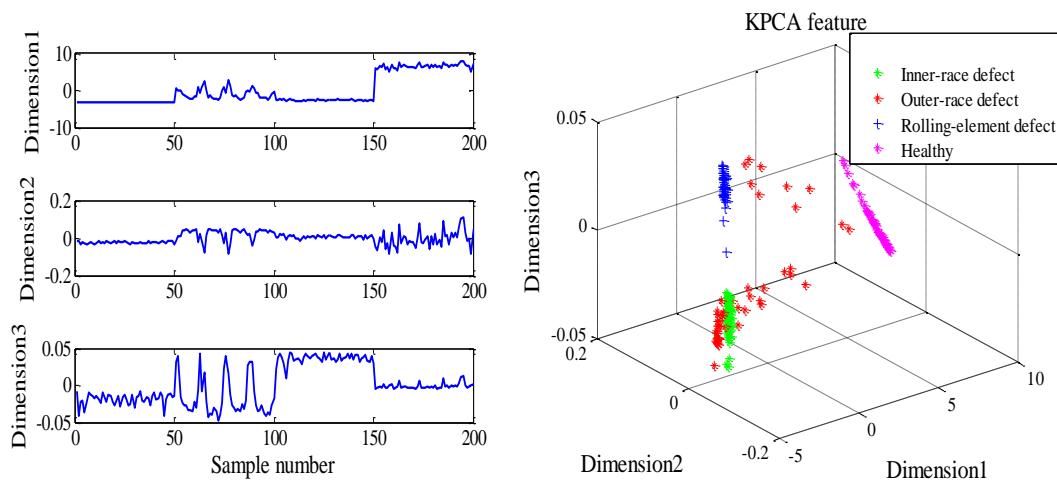 Dimension1
10
0
-10
0
50
100
150
200
Dimension2
0.2
0
-0.2
0
50
100
150
200
Dimension3
0.05
0
-0.05
0
50
100
150
200
Sample number
KPCA feature
Inner-race defect
Outer-race defect
Rolling-element defect
Healthy
Dimension3
0.05
0
-0.05
0.2
0
-0.2
-5
0
5
10
Dimension2
Dimension1